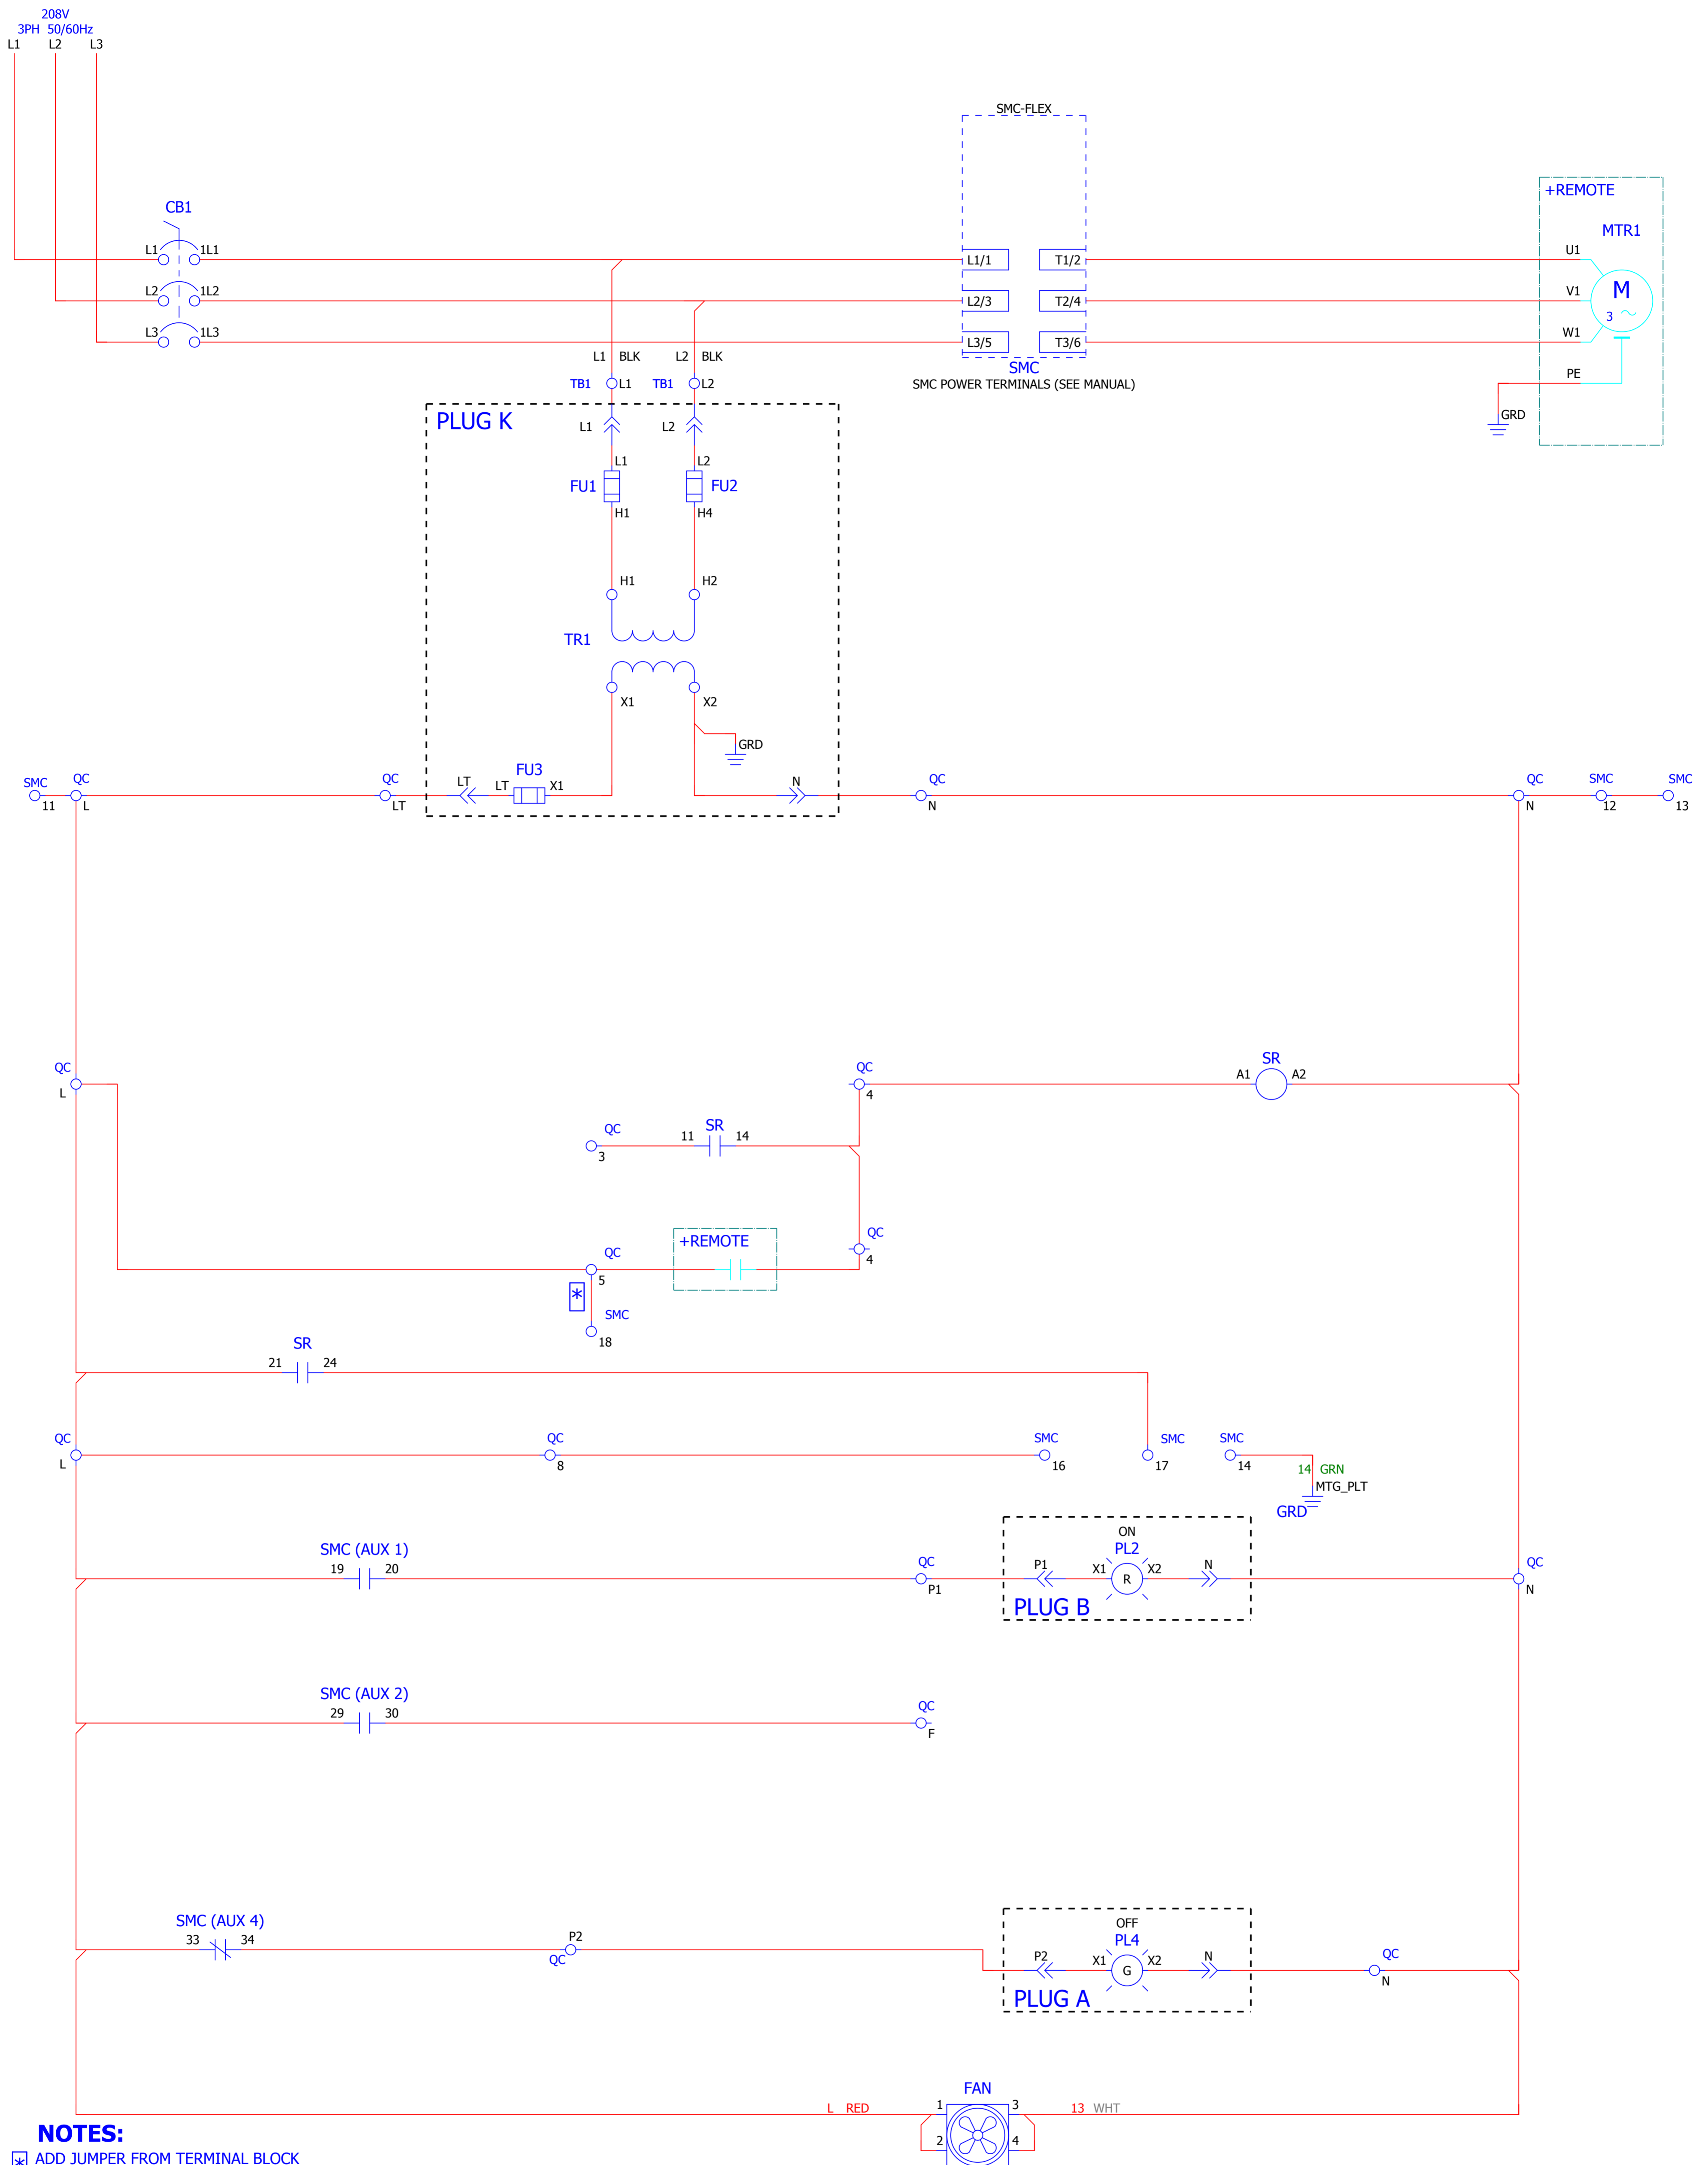 208V
3PH 50/60Hz
L1 L2 L3
SMC-FLEX
+REMOTE
CB1
MTR1
L1 1L1
L1/1 T1/2
U1
L2 1L2
L2/3 T2/4
V1
M
3
L3 1L3
L3/5 T3/6
W1
L1 BLK L2 BLK
SMC
SMC POWER TERMINALS (SEE MANUAL)
PE
TB1 L1 TB1 L2
GRD
PLUG K
L1 L2
L1 L2
FU1 FU2
H1 H4
H1 H2
TR1
X1 X2
GRD
SMC QC QC LT LT FU3 X1 N QC QC SMC SMC
11 L LT N N 12 13
QC QC SR
L 4 A1 A2
QC SR
3 11 14
+REMOTE QC
4
QC
5
*
SMC
18
SR
21 24
QC QC SMC SMC SMC
L 8 16 17 14
14 GRN
MTG_PLT
GRD
ON
SMC (AUX 1) PL2
19 20 QC P1 X1 R X2 N QC
P1 N
PLUG B
SMC (AUX 2)
29 30 QC
F
OFF
SMC (AUX 4) PL4
33 34 P2
QC
P2 X1 G X2 N QC
N
PLUG A
FAN
L RED 1 3 13 WHT
2 4
NOTES:
* ADD JUMPER FROM TERMINAL BLOCK